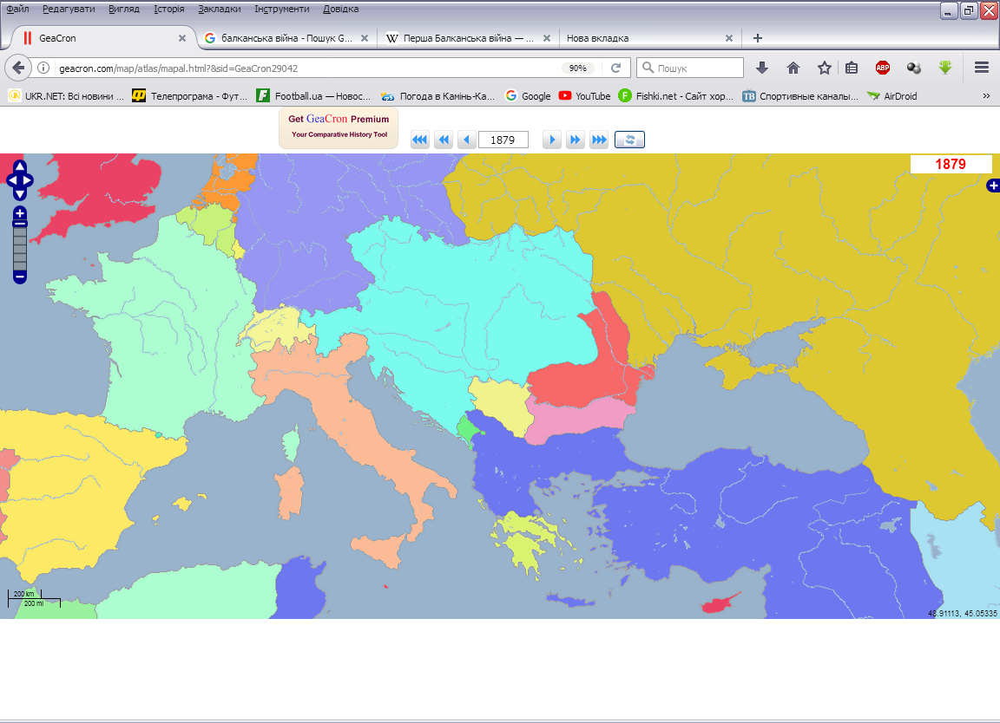 Файл Редагувати Вигляд Історія Закладки Інструменти Довідка
GeaCron
балканська війна - Пошук G...
W Перша Балканська війна — ...
Нова вкладка
geacron.com/map/atlas/mapal.html?&sid=GeaCron29042
90%
Пошук
ABP
UKR.NET: Всі новини ...
Телепрограма - Фут...
Football.ua — Новос...
Погода в Камінь-Ка...
Google
YouTube
Fishki.net - Сайт хор...
ТВ Спортивные каналы...
AirDroid
Get GeaCron Premium
Your Comparative History Tool
1879
1879
200 km
200 mi
48.91113, 45.05335